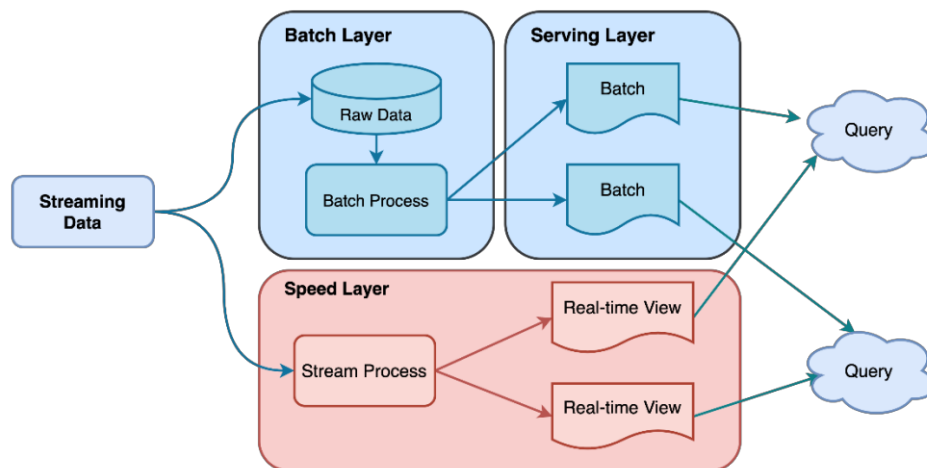 Batch Layer
Serving Layer
Raw Data
Batch
Query
Batch Process
Batch
Streaming
Data
Speed Layer
Real-time View
Stream Process
Query
Real-time View